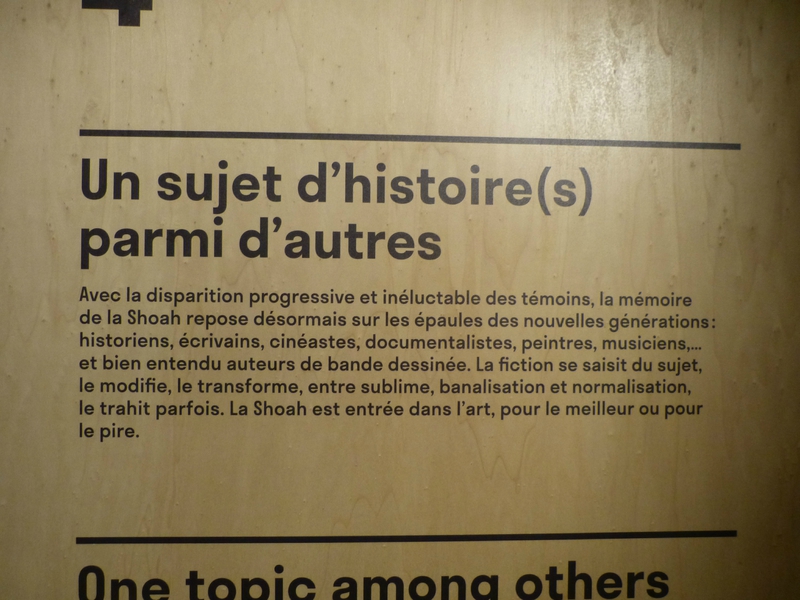 4
Un sujet d'histoire(s)
parmi d'autres
Avec la disparition progressive et inéluctable des témoins, la mémoire
de la Shoah repose désormais sur les épaules des nouvelles générations :
historiens, écrivains, cinéastes, documentalistes, peintres, musiciens,...
et bien entendu auteurs de bande dessinée. La fiction se saisit du sujet,
le modifie, le transforme, entre sublime, banalisation et normalisation,
le trahit parfois. La Shoah est entrée dans l'art, pour le meilleur ou pour
le pire.
One topic among others